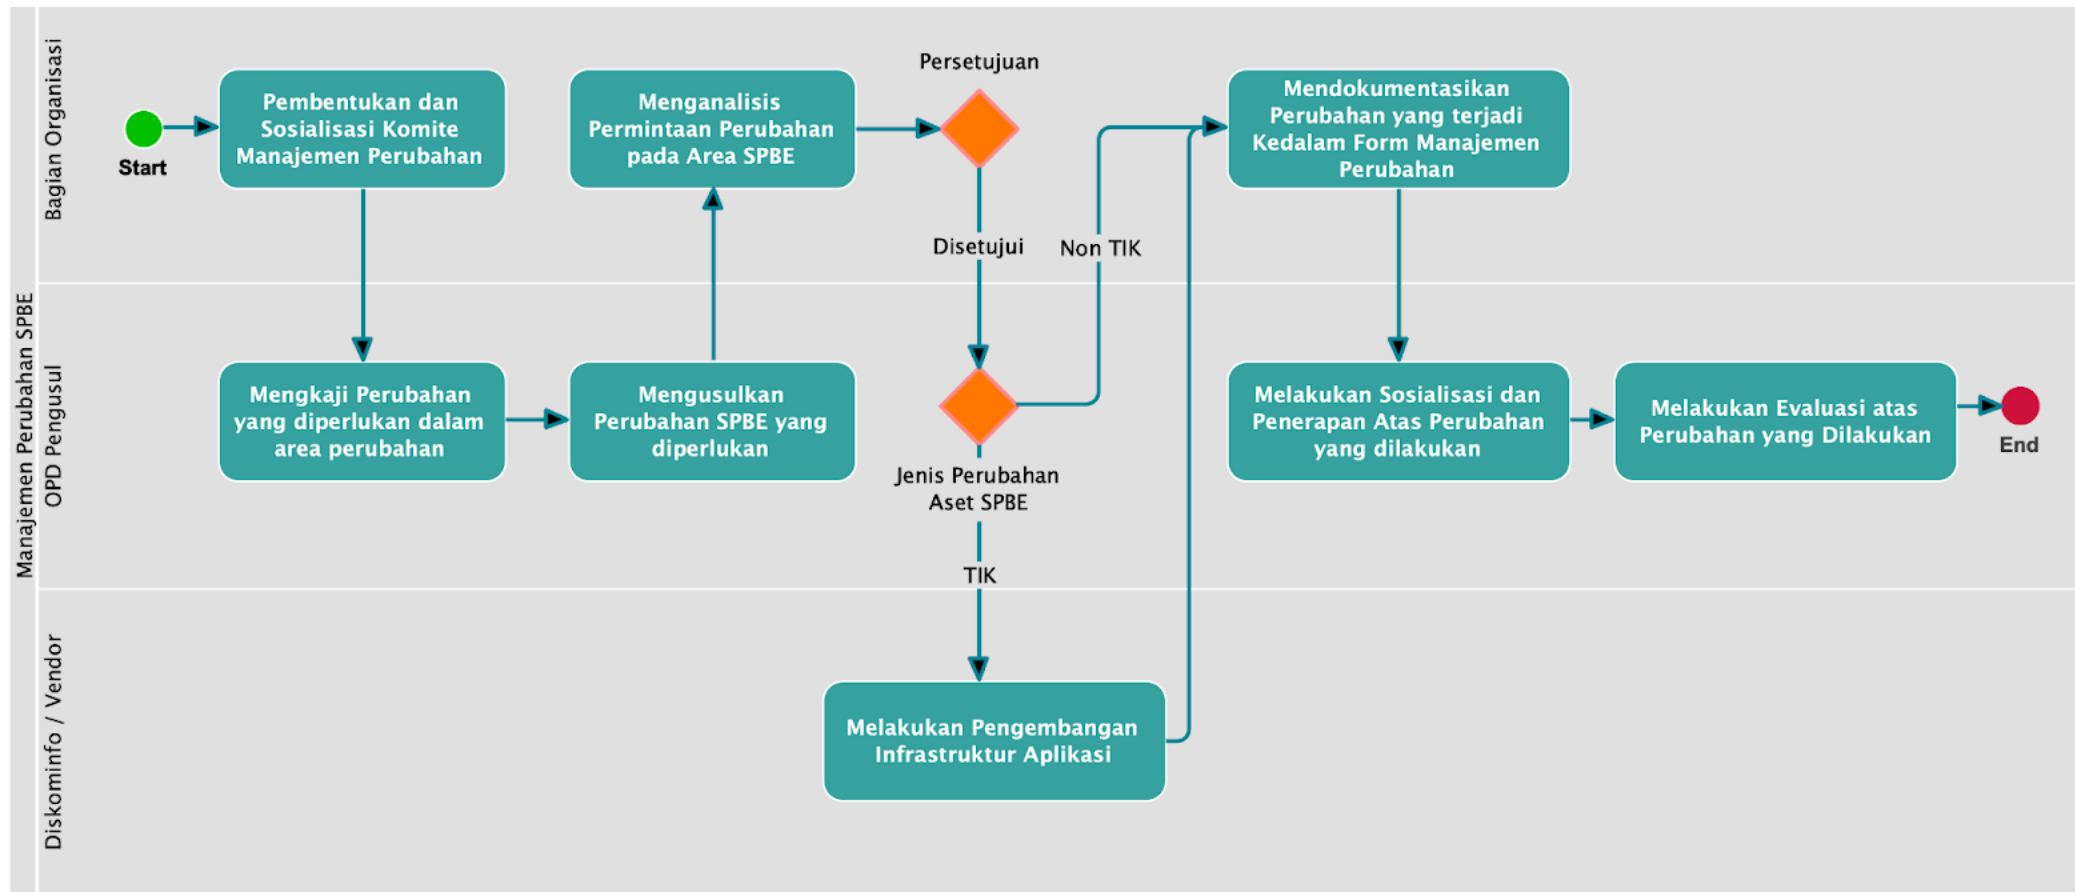 Manajemen Perubahan SPBE
Bagian Organisasi
Start
Pembentukan dan
Sosialisasi Komite
Manajemen Perubahan
Menganalisis
Permintaan Perubahan
pada Area SPBE
Persetujuan
Disetujui
Non TIK
Mendokumentasikan
Perubahan yang terjadi
Kedalam Form Manajemen
Perubahan
OPD Pengusul
Mengkaji Perubahan
yang diperlukan dalam
area perubahan
Mengusulkan
Perubahan SPBE yang
diperlukan
Jenis Perubahan
Aset SPBE
TIK
Melakukan Sosialisasi dan
Penerapan Atas Perubahan
yang dilakukan
Melakukan Evaluasi atas
Perubahan yang Dilakukan
End
Diskominfo / Vendor
Melakukan Pengembangan
Infrastruktur Aplikasi